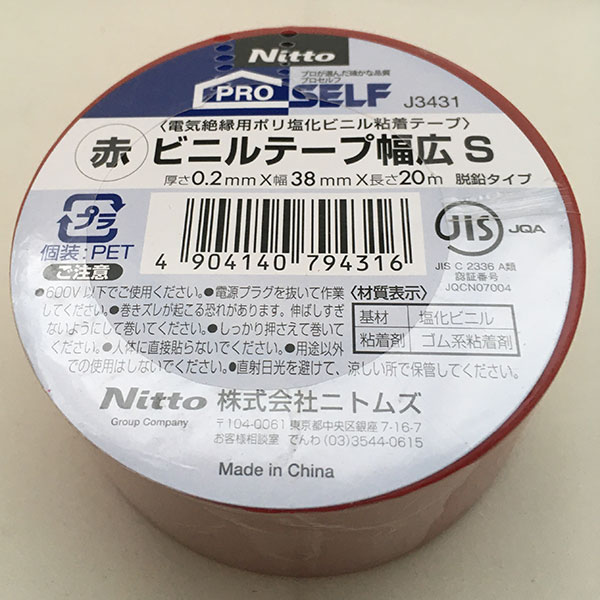 Nitto
プロが選んだ確かな品質
プロセルフ
PRO SELF J3431
〈電気絶縁用ポリ塩化ビニル粘着テープ〉
赤 ビニルテープ幅広 S
厚さ0.2mm×幅38mm×長さ20m 脱鉛タイプ
プラ
個装:PET
4 904140 794316
JIS JQA
JIS C 2336 A類
認証番号
JQCN07004
ご注意
●600V以下でご使用ください。●電源プラグを抜いて作業
してください。●巻きズレが起こる恐れがあります。伸ばしすぎ
ないようにして巻いてください。●しっかり押さえて巻いて
ください。●人体に直接貼らないでください。●用途以外
での使用はしないでください。●直射日光を避けて、涼しい所で保管してください。
〈材質表示〉
基材 塩化ビニル
粘着剤 ゴム系粘着剤
Nitto 株式会社ニトムズ
Group Company
〒104-0061 東京都中央区銀座7-16-7
お客様相談室 でんわ(03)3544-0615
Made in China